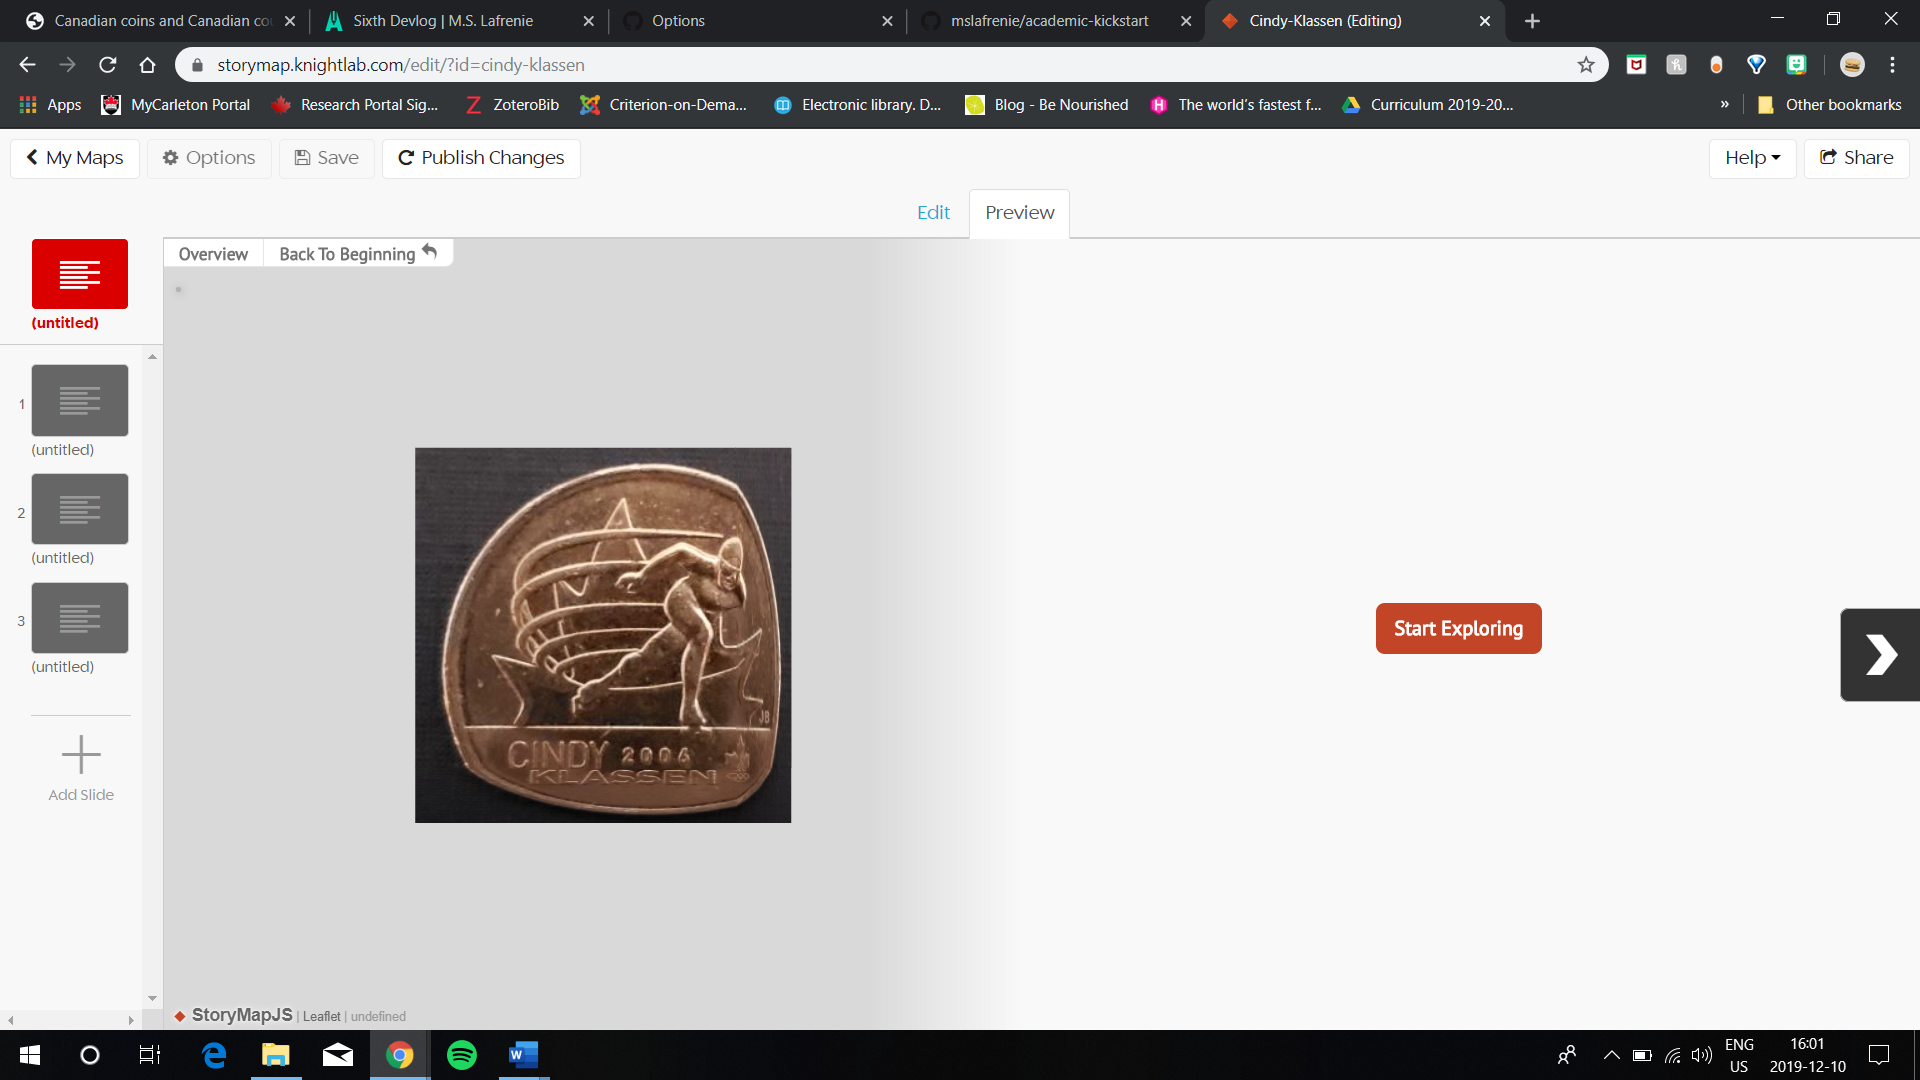 Canadian coins and Canadian co
Sixth Devlog | M.S. Lafrenie
Options
mslafrenie/academic-kickstart
Cindy-Klassen (Editing)
storymap.knightlab.com/edit/?id=cindy-klassen
Apps
MyCarleton Portal
Research Portal Sig...
ZoteroBib
Criterion-on-Dema...
Electronic library. D...
Blog - Be Nourished
The world's fastest f...
Curriculum 2019-20...
»
Other bookmarks
My Maps
Options
Save
Publish Changes
Help
Share
Edit
Preview
Overview
Back To Beginning
(untitled)
1
(untitled)
2
(untitled)
3
(untitled)
Add Slide
JB
CINDY 2006
KLASSEN
Start Exploring
StoryMapJS | Leaflet | undefined
ENG
US
16:01
2019-12-10